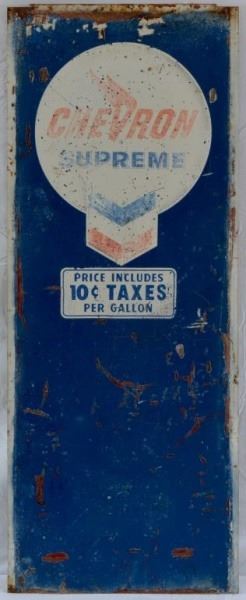 CHEVRON
SUPREME
PRICE INCLUDES
10¢ TAXES
PER GALLON